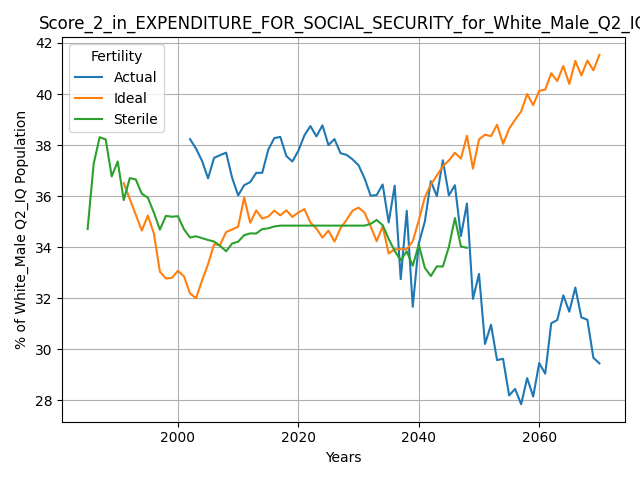 Score_2_in_EXPENDITURE_FOR_SOCIAL_SECURITY_for_White_Male_Q2_IQ
Fertility
Actual
Ideal
Sterile
% of White_Male Q2_IQ Population
42
40
38
36
34
32
30
28
2000
2020
2040
2060
Years